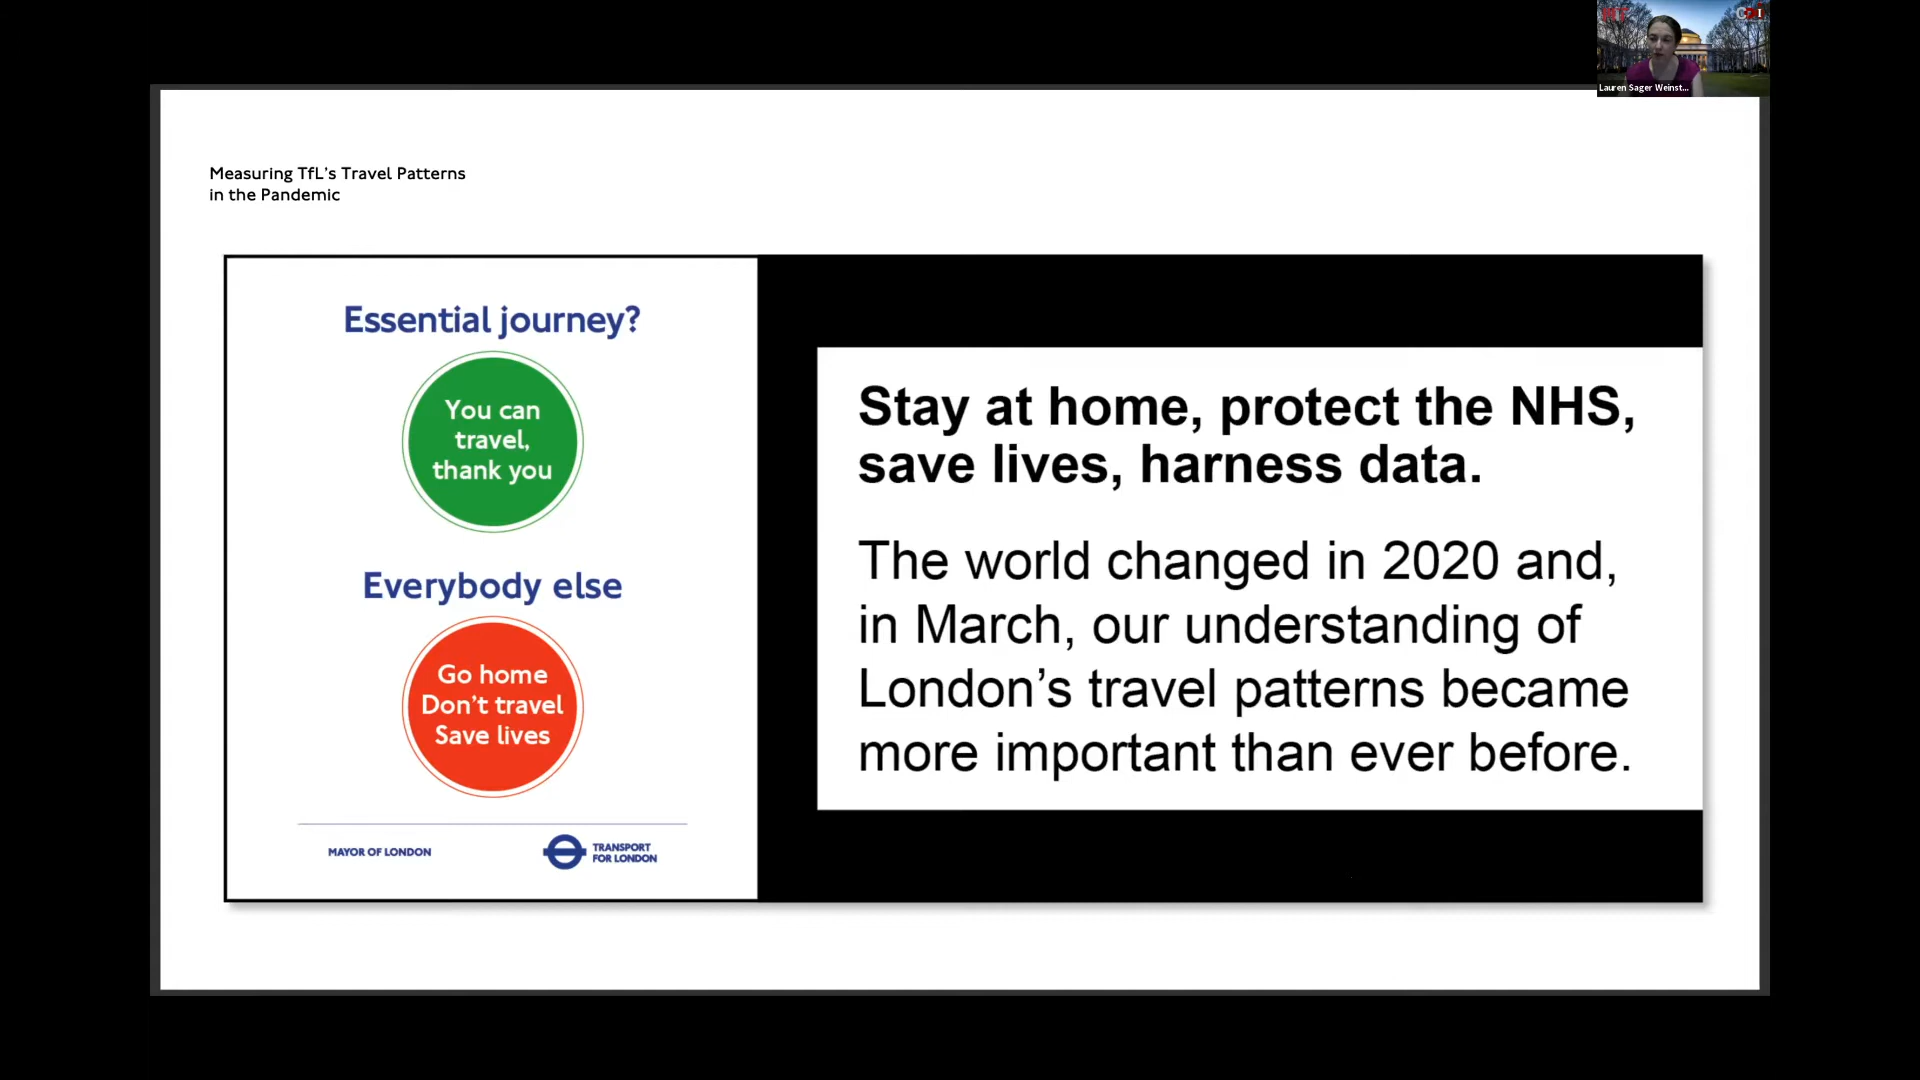 MIT
CDOI
Lauren Sager Weinst...
Measuring TfL's Travel Patterns
in the Pandemic
Essential journey?
You can
travel,
thank you
Everybody else
Go home
Don't travel
Save lives
MAYOR OF LONDON
TRANSPORT
FOR LONDON
Stay at home, protect the NHS,
save lives, harness data.
The world changed in 2020 and,
in March, our understanding of
London's travel patterns became
more important than ever before.